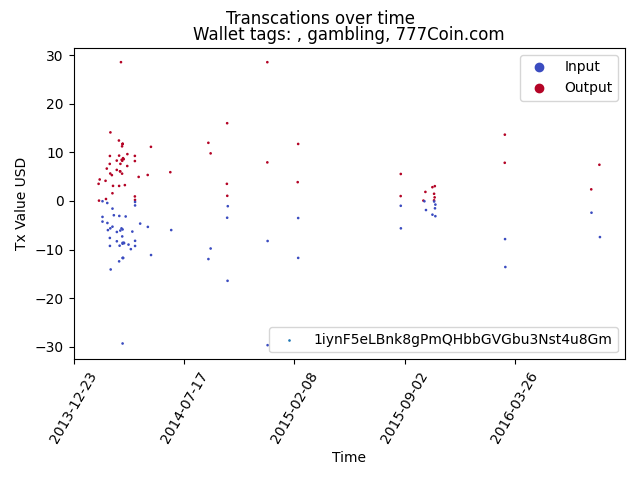 Transcations over time
Wallet tags: , gambling, 777Coin.com
Input
Output
30
20
10
0
−10
−20
−30
Tx Value USD
1iynF5eLBnk8gPmQHbbGVGbu3Nst4u8Gm
2013-12-23
2014-07-17
2015-02-08
2015-09-02
2016-03-26
Time